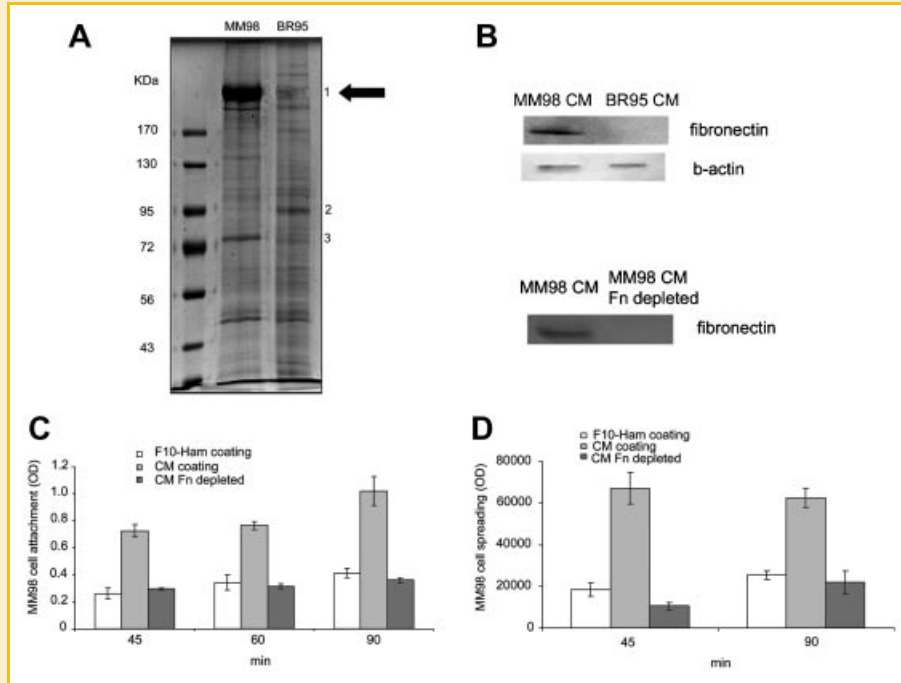 A
MM98 BR95
KDa
1
170
130
95
2
72
3
56
43
B
MM98 CM BR95 CM
fibronectin
b-actin
MM98 CM MM98 CM
Fn depleted
fibronectin
C
F10-Ham coating
CM coating
CM Fn depleted
MM98 cell attachment (OD)
1.2
1.0
0.8
0.6
0.4
0.2
0
45 60 90
min
D
F10-Ham coating
CM coating
CM Fn depleted
MM98 cell spreading (OD)
80000
60000
40000
20000
0
45 90
min